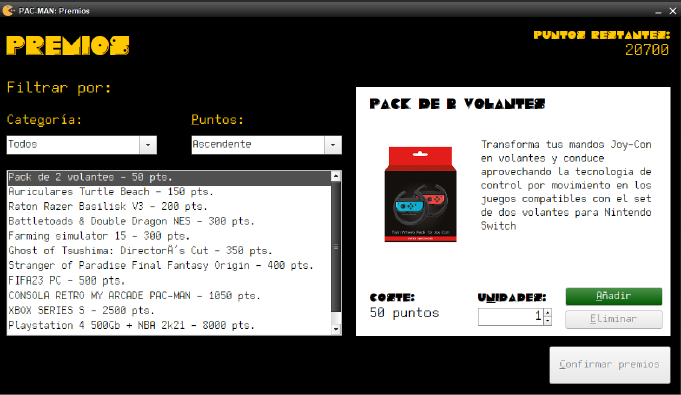 PAC-MAN: Premios
PREMIOS
PUNTOS RESTANTES:
20700
Filtrar por:
Categoría:
Puntos:
Todos
Ascendente
Pack de 2 volantes - 50 pts.
Auriculares Turtle Beach - 150 pts.
Raton Razer Basilisk V3 - 200 pts.
Battletoads & Double Dragon NES - 300 pts.
Farming simulator 15 - 300 pts.
Ghost of Tsushima: DirectorÂ´s Cut - 350 pts.
Stranger of Paradise Final Fantasy Origin - 400 pts.
FIFA23 PC - 500 pts.
CONSOLA RETRO MY ARCADE PAC-MAN - 1050 pts.
XBOX SERIES S - 2500 pts.
Playstation 4 500Gb + NBA 2k21 - 8000 pts.
PACK DE 2 VOLANTES
Transforma tus mandos Joy-Con
en volantes y conduce
aprovechando la tecnologia de
control por movimiento en los
juegos compatibles con el set
de dos volantes para Nintendo
Switch
COSTE:
50 puntos
UNIDADES:
1
Añadir
Eliminar
Confirmar premios